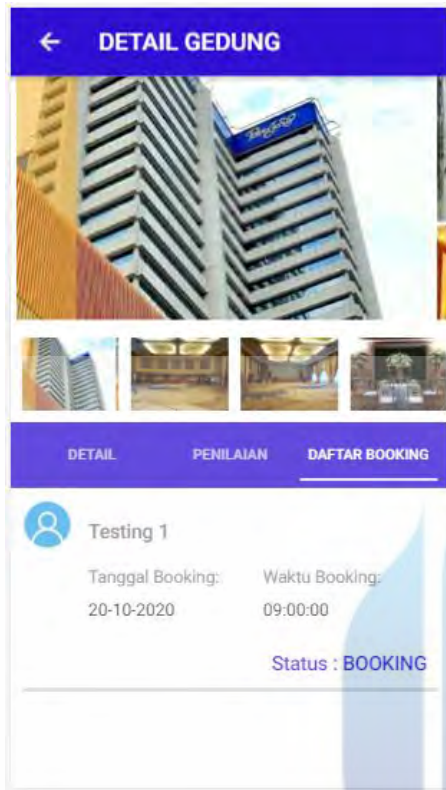 DETAIL GEDUNG
DETAIL PENILAIAN DAFTAR BOOKING
Testing 1
Tanggal Booking: Waktu Booking:
20-10-2020 09:00:00
Status : BOOKING